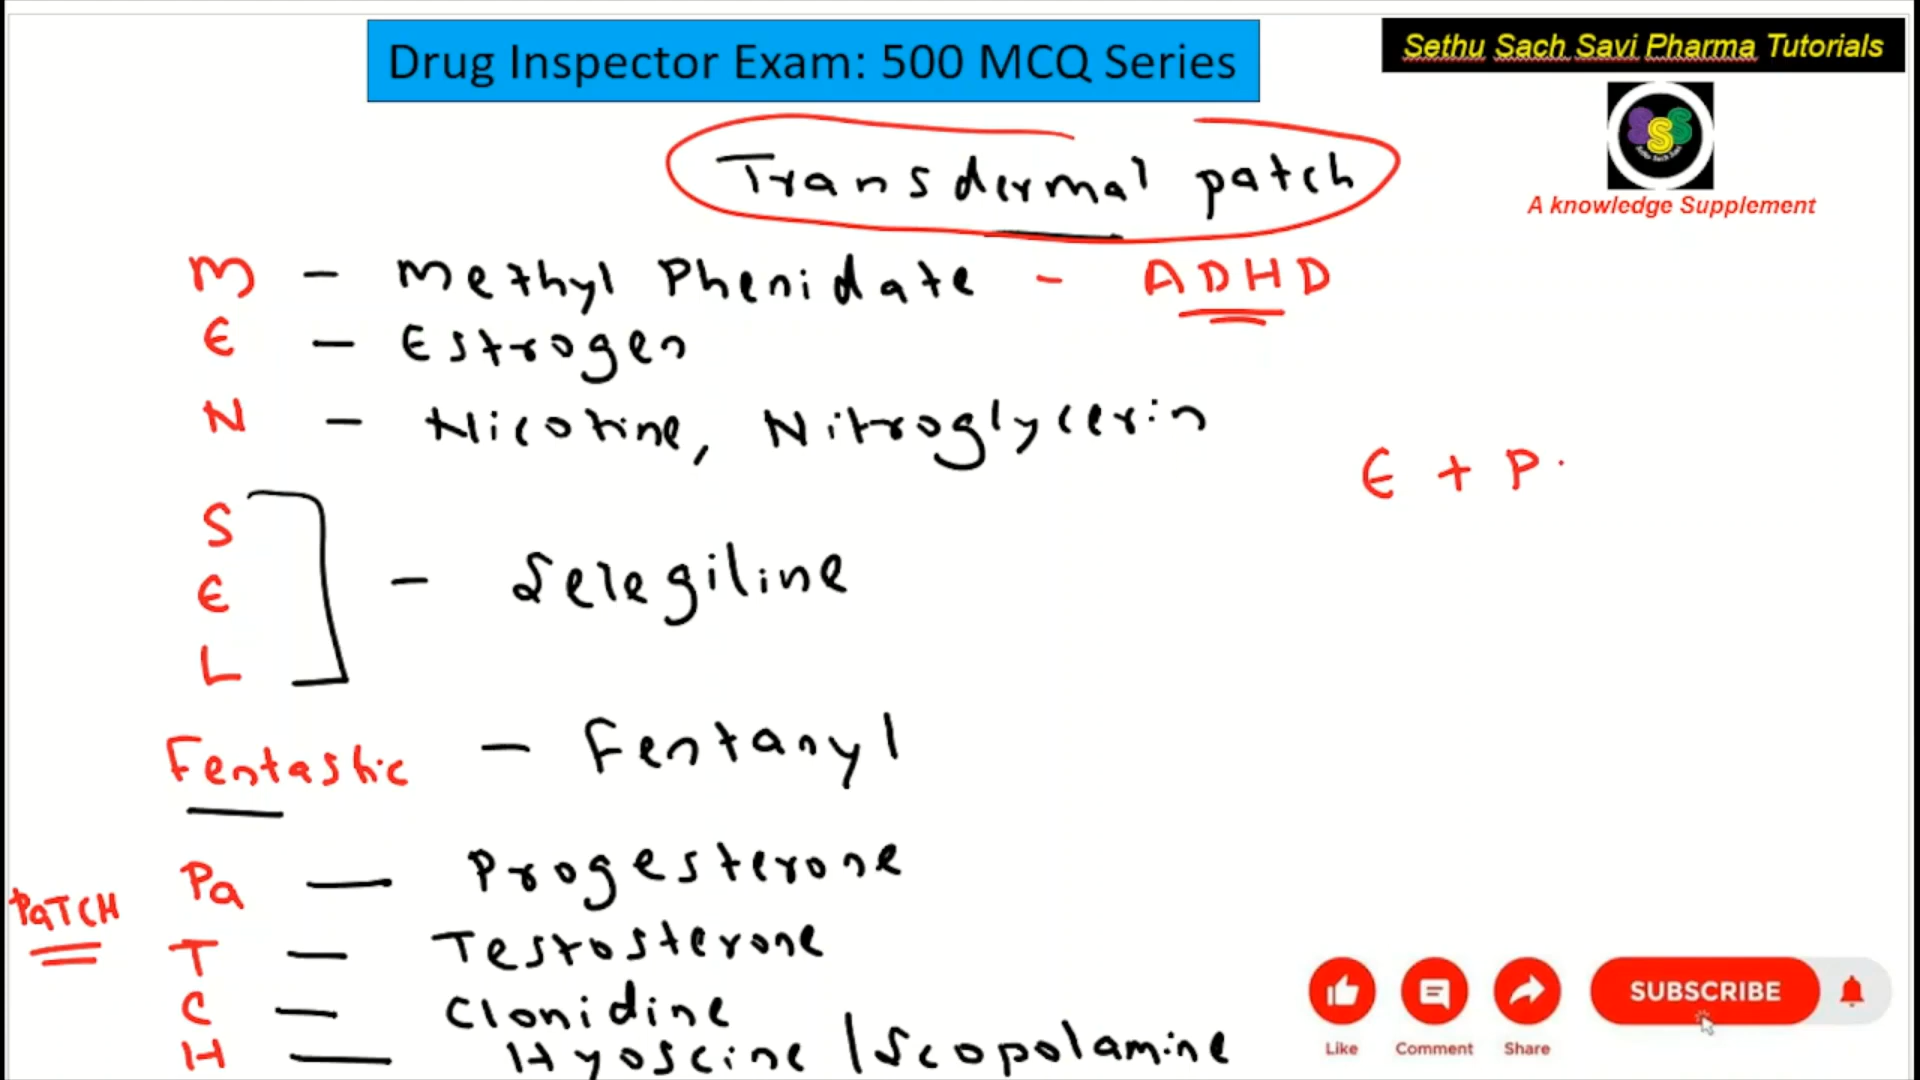 Drug Inspector Exam: 500 MCQ Series
Sethu Sach Savi Pharma Tutorials
SSS
A knowledge Supplement
Transdermal patch
M - Methyl Phenidate - ADHD
E - Estrogen
N - Nicotine, Nitroglycerin
E + P
S
E - Selegiline
L
Fentastic - Fentanyl
Pa - Progesterone
PaTCH
T - Testosterone
C - Clonidine
H - Hyoscine / Scopolamine
SUBSCRIBE
Like Comment Share